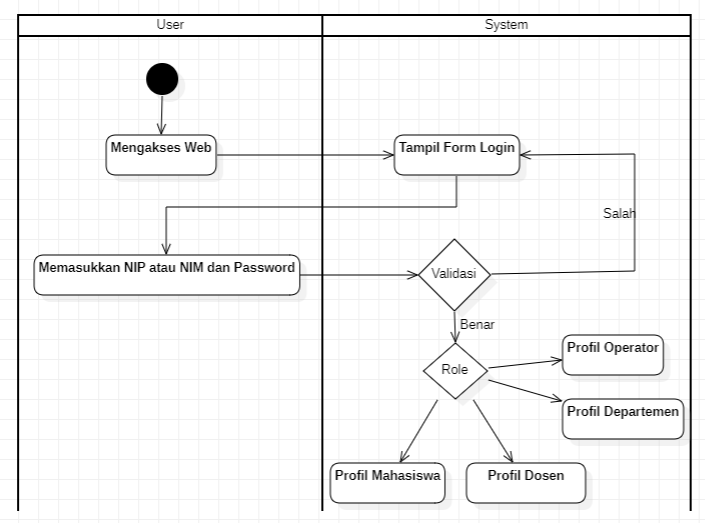 User
System
Mengakses Web
Tampil Form Login
Salah
Memasukkan NIP atau NIM dan Password
Validasi
Benar
Profil Operator
Role
Profil Departemen
Profil Mahasiswa
Profil Dosen